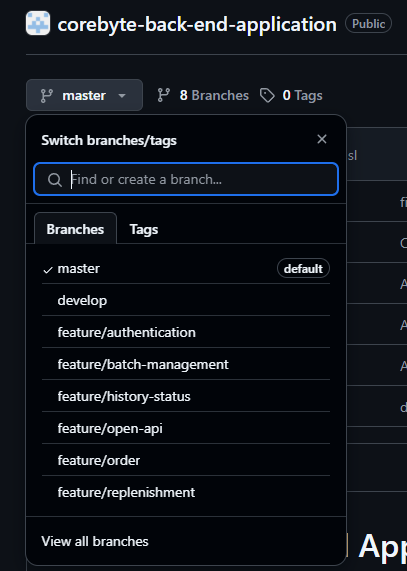 corebyte-back-end-application Public
master 8 Branches 0 Tags
Switch branches/tags
Find or create a branch...
Branches Tags
master default
develop
feature/authentication
feature/batch-management
feature/history-status
feature/open-api
feature/order
feature/replenishment
View all branches
sl
fi
A
A
A
d
App